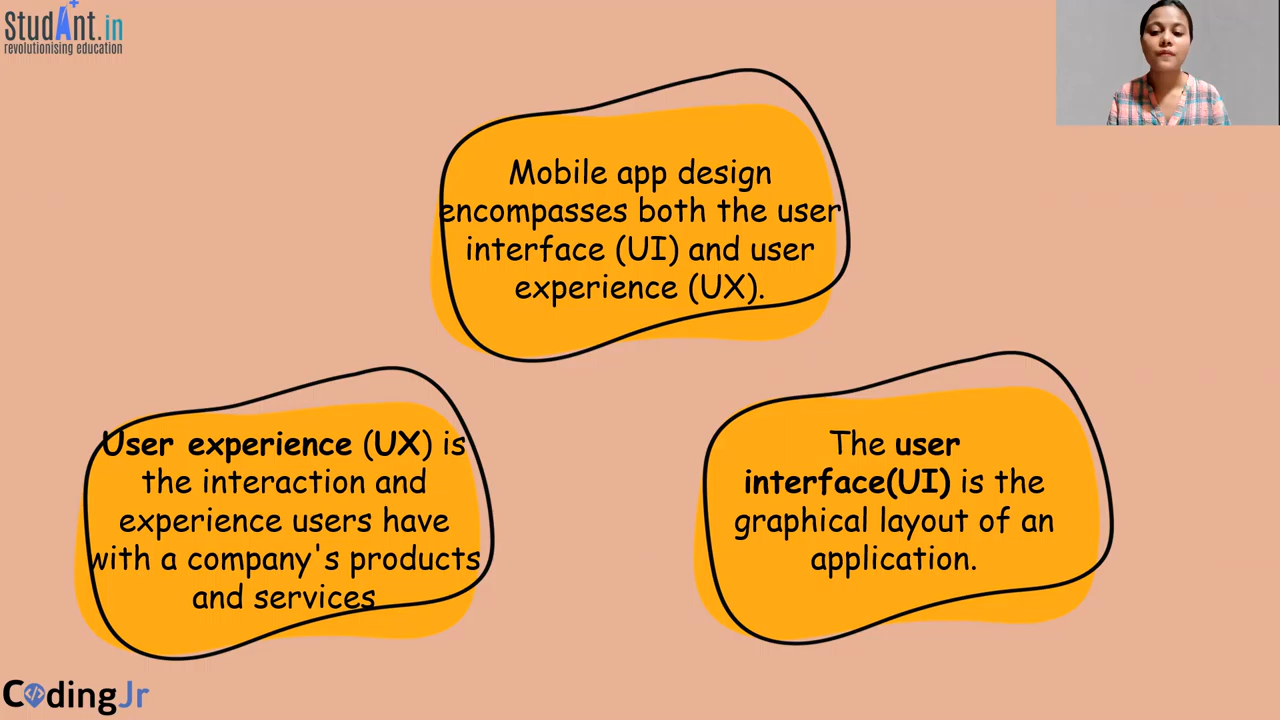 StudAnt.in
revolutionising education
Mobile app design
encompasses both the user
interface (UI) and user
experience (UX).
User experience (UX) is
the interaction and
experience users have
with a company's products
and services
The user
interface(UI) is the
graphical layout of an
application.
CodingJr